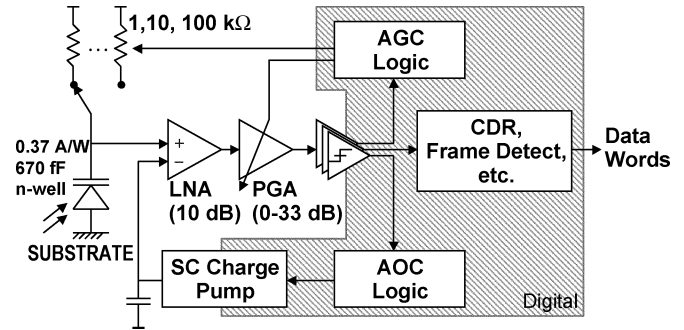 1,10, 100 kΩ
...
AGC
Logic
0.37 A/W
670 fF
n-well
+
−
LNA
(10 dB)
PGA
(0-33 dB)
CDR,
Frame Detect,
etc.
Data
Words
SUBSTRATE
SC Charge
Pump
AOC
Logic
Digital